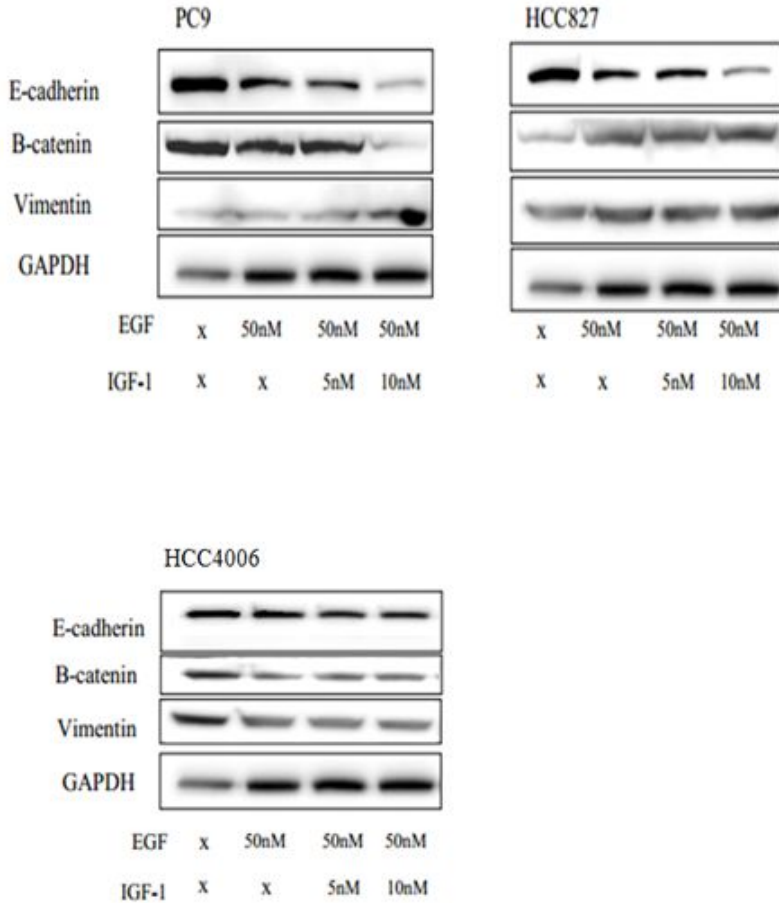 PC9
HCC827
E-cadherin
B-catenin
Vimentin
GAPDH
EGF x 50nM 50nM 50nM x 50nM 50nM 50nM
IGF-1 x x 5nM 10nM x x 5nM 10nM
HCC4006
E-cadherin
B-catenin
Vimentin
GAPDH
EGF x 50nM 50nM 50nM
IGF-1 x x 5nM 10nM